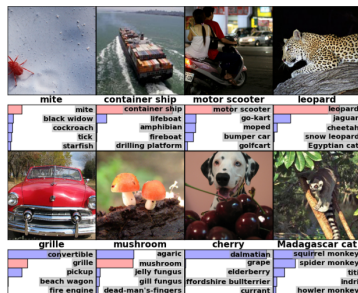 mite container ship motor scooter leopard
mite container ship motor scooter leopard
black widow lifeboat go-kart jaguar
cockroach amphibian moped cheetah
tick fireboat bumper car snow leopard
starfish drilling platform golfcart Egyptian cat
grille mushroom cherry Madagascar cat
convertible agaric dalmatian squirrel monkey
grille mushroom grape spider monkey
pickup jelly fungus elderberry titi
beach wagon gill fungus ffordshire bullterrier indri
fire engine dead-man's-fingers currant howler monkey